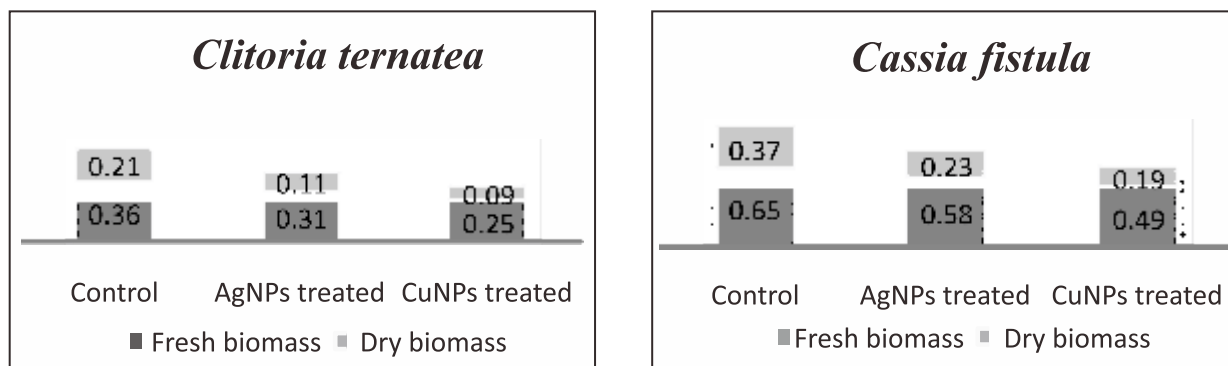 Clitoria ternatea
0.21
0.11
0.09
0.36
0.31
0.25
Control AgNPs treated CuNPs treated
Fresh biomass Dry biomass
Cassia fistula
0.37
0.23
0.19
0.65
0.58
0.49
Control AgNPs treated CuNPs treated
Fresh biomass Dry biomass